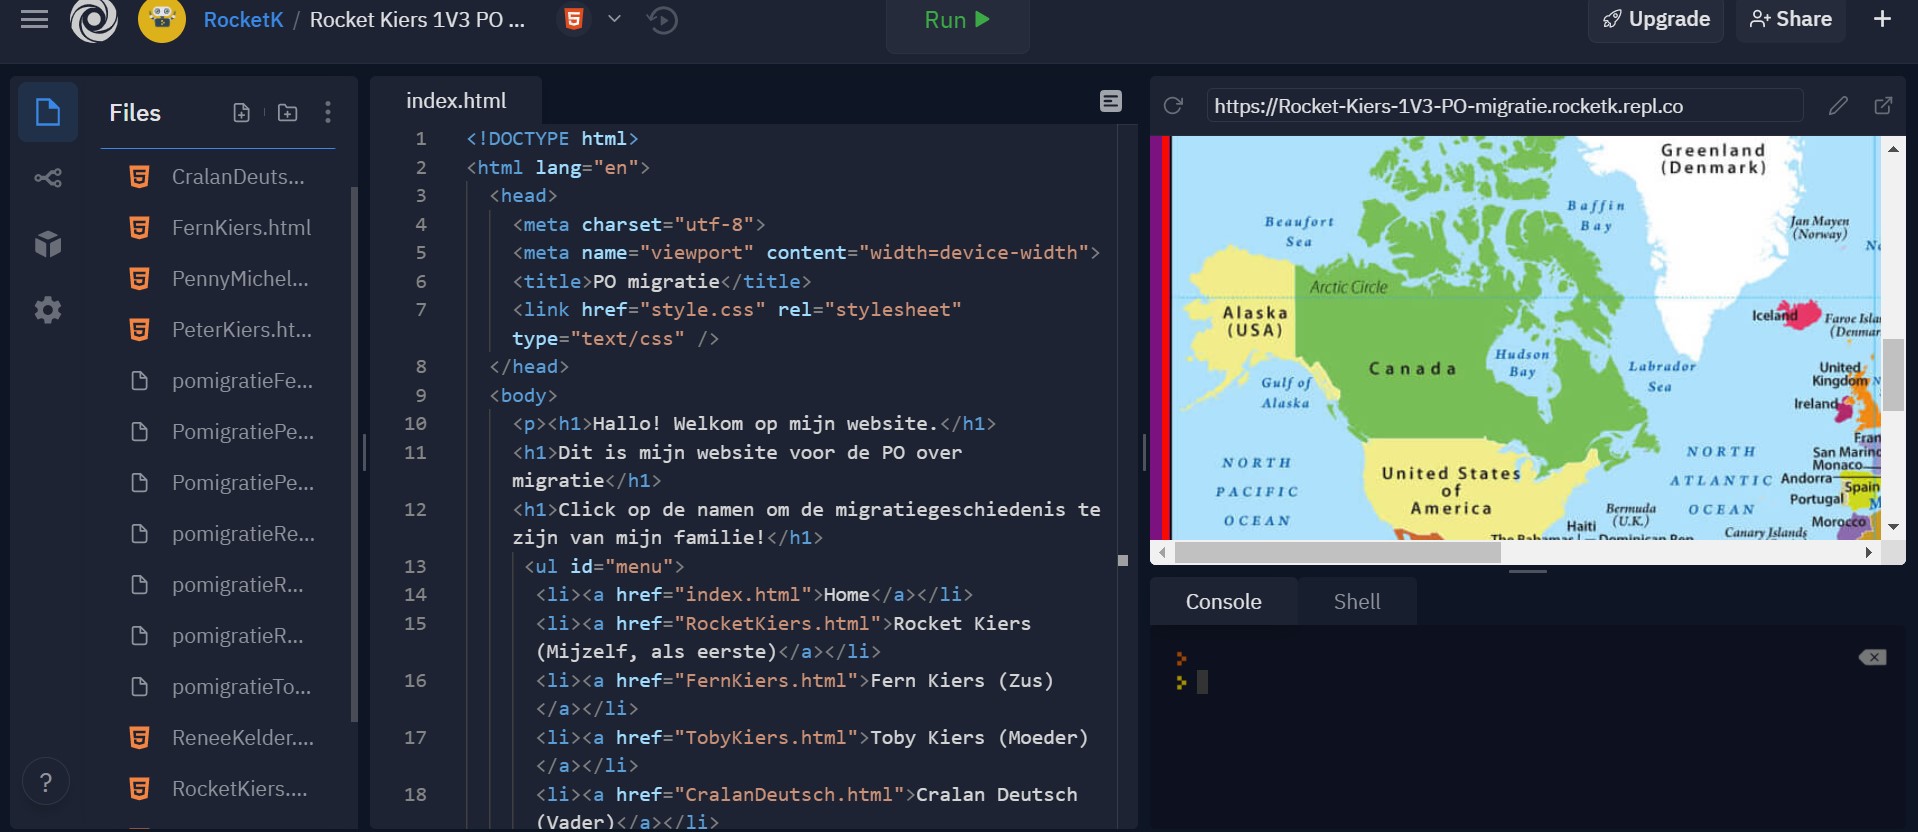 RocketK / Rocket Kiers 1V3 PO ...
Run
Upgrade
Share
Files
CralanDeuts...
FernKiers.html
PennyMichel...
PeterKiers.ht...
pomigratieFe...
PomigratiePe...
PomigratiePe...
pomigratieRe...
pomigratieR...
pomigratieR...
pomigratieTo...
ReneeKelder....
RocketKiers....
?
index.html
1 <!DOCTYPE html>
2 <html lang="en">
3 <head>
4 <meta charset="utf-8">
5 <meta name="viewport" content="width=device-width">
6 <title>PO migratie</title>
7 <link href="style.css" rel="stylesheet"
type="text/css" />
8 </head>
9 <body>
10 <p><h1>Hallo! Welkom op mijn website.</h1>
11 <h1>Dit is mijn website voor de PO over
migratie</h1>
12 <h1>Click op de namen om de migratiegeschiedenis te
zijn van mijn familie!</h1>
13 <ul id="menu">
14 <li><a href="index.html">Home</a></li>
15 <li><a href="RocketKiers.html">Rocket Kiers
(Mijzelf, als eerste)</a></li>
16 <li><a href="FernKiers.html">Fern Kiers (Zus)
</a></li>
17 <li><a href="TobyKiers.html">Toby Kiers (Moeder)
</a></li>
18 <li><a href="CralanDeutsch.html">Cralan Deutsch
(Vader)</a></li>
https://Rocket-Kiers-1V3-PO-migratie.rocketk.repl.co
Greenland
(Denmark)
Baffin
Bay
Beaufort
Sea
Jan Mayen
(Norway)
Arctic Circle
Alaska
(USA)
Iceland
Faroe Isla
(Denmar
Canada
Hudson
Bay
Labrador
Sea
Gulf of
Alaska
United
Kingdom
Ireland
Fran
San Marino
Monaco
Andorra
Spain
Portugal
Morocco
NORTH
PACIFIC
OCEAN
United States
of
America
NORTH
ATLANTIC
OCEAN
Bermuda
(U.K.)
Haiti
Canary Islands
The Bahamas
Dominican Rep
Console
Shell